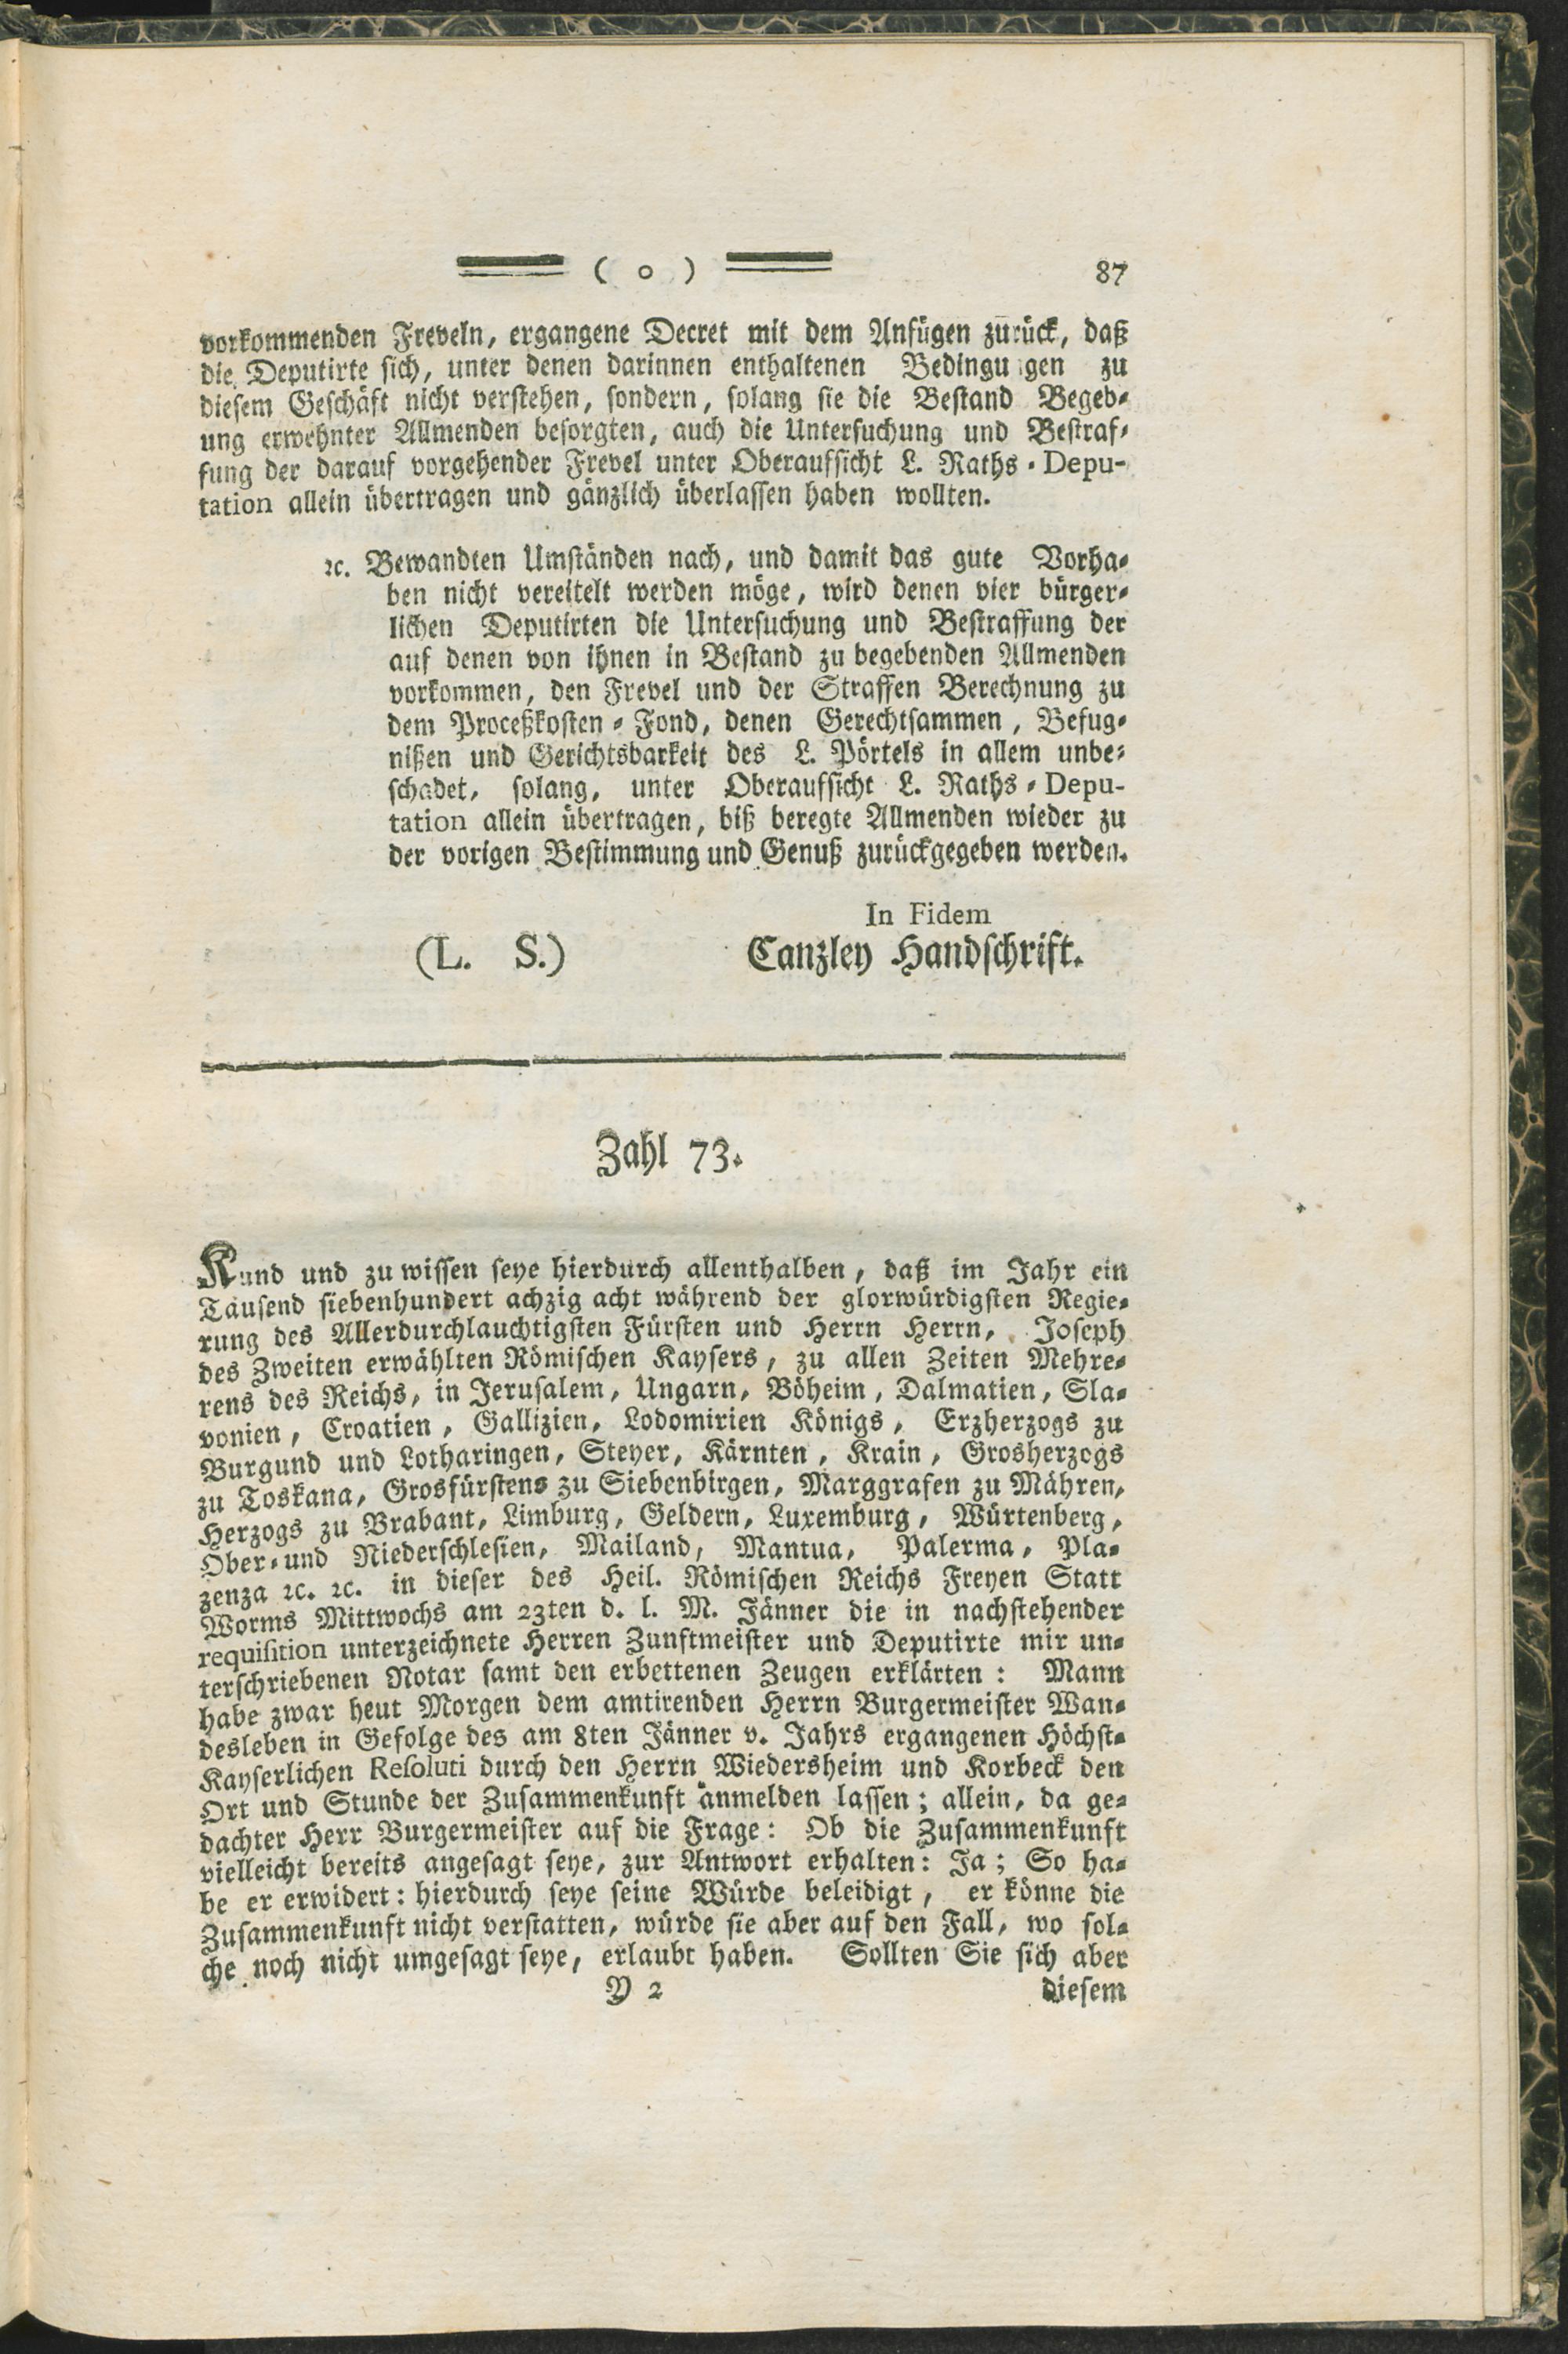 ( o ) 87
vorkommenden Freveln, ergangene Decret mit dem Anfügen zurück, daß
die Deputirte sich, unter denen darinnen enthaltenen Bedingu gen zu
diesem Geschäft nicht verstehen, sondern, solang sie die Bestand Begeb-
ung erwehnter Allmenden besorgten, auch die Untersuchung und Bestraf-
fung der darauf vorgehender Frevel unter Oberaufsicht L. Raths-Depu-
tation allein übertragen und gänzlich überlassen haben wollten.
ꝛc. Bewandten Umständen nach, und damit das gute Vorha-
ben nicht vereitelt werden möge, wird denen vier bürger-
lichen Deputirten die Untersuchung und Bestraffung der
auf denen von ihnen in Bestand zu begebenden Allmenden
vorkommen, den Frevel und der Straffen Berechnung zu
dem Proceßkosten-Fond, denen Gerechtsammen, Befug-
nißen und Gerichtsbarkeit des L. Pörtels in allem unbe-
schadet, solang, unter Oberaufsicht L. Raths-Depu-
tation allein übertragen, biß beregte Allmenden wieder zu
der vorigen Bestimmung und Genuß zurückgegeben werden.
In Fidem
(L. S.) Canzley Handschrift.
Zahl 73.
Kund und zu wissen seye hierdurch allenthalben, daß im Jahr ein
Tausend siebenhundert achzig acht während der glorwürdigsten Regie-
rung des Allerdurchlauchtigsten Fürsten und Herrn Herrn, Joseph
des Zweiten erwählten Römischen Kaysers, zu allen Zeiten Mehre-
rens des Reichs, in Jerusalem, Ungarn, Böheim, Dalmatien, Sla-
vonien, Croatien, Gallizien, Lodomirien Königs, Erzherzogs zu
Burgund und Lotharingen, Steyer, Kärnten, Krain, Grosherzogs
zu Toskana, Grosfürstens zu Siebenbirgen, Marggrafen zu Mähren,
Herzogs zu Brabant, Limburg, Geldern, Luxemburg, Würtenberg,
Ober- und Niederschlesien, Mailand, Mantua, Palerma, Pla-
zenza ꝛc. ꝛc. in dieser des Heil. Römischen Reichs Freyen Statt
Worms Mittwochs am 23ten d. l. M. Jänner die in nachstehender
requisition unterzeichnete Herren Zunftmeister und Deputirte mir un-
terschriebenen Notar samt den erbettenen Zeugen erklärten: Mann
habe zwar heut Morgen dem amtirenden Herrn Burgermeister Wan-
desleben in Gefolge des am 8ten Jänner v. Jahrs ergangenen Höchst-
Kayserlichen Resoluti durch den Herrn Wiedersheim und Korbeck den
Ort und Stunde der Zusammenkunft anmelden lassen; allein, da ge-
dachter Herr Burgermeister auf die Frage: Ob die Zusammenkunft
vielleicht bereits angesagt seye, zur Antwort erhalten: Ja; So ha-
be er erwidert: hierdurch seye seine Würde beleidigt, er könne die
Zusammenkunft nicht verstatten, würde sie aber auf den Fall, wo sol-
che noch nicht umgesagt seye, erlaubt haben. Sollten Sie sich aber
Y 2 diesem